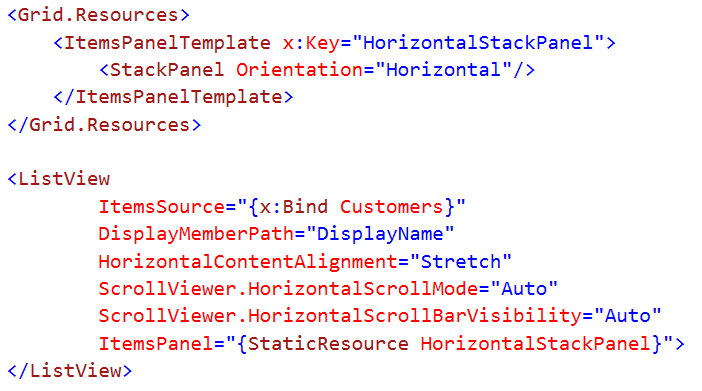 <Grid.Resources>
    <ItemsPanelTemplate x:Key="HorizontalStackPanel">
        <StackPanel Orientation="Horizontal"/>
    </ItemsPanelTemplate>
</Grid.Resources>

<ListView
        ItemsSource="{x:Bind Customers}"
        DisplayMemberPath="DisplayName"
        HorizontalContentAlignment="Stretch"
        ScrollViewer.HorizontalScrollMode="Auto"
        ScrollViewer.HorizontalScrollBarVisibility="Auto"
        ItemsPanel="{StaticResource HorizontalStackPanel}">
</ListView>